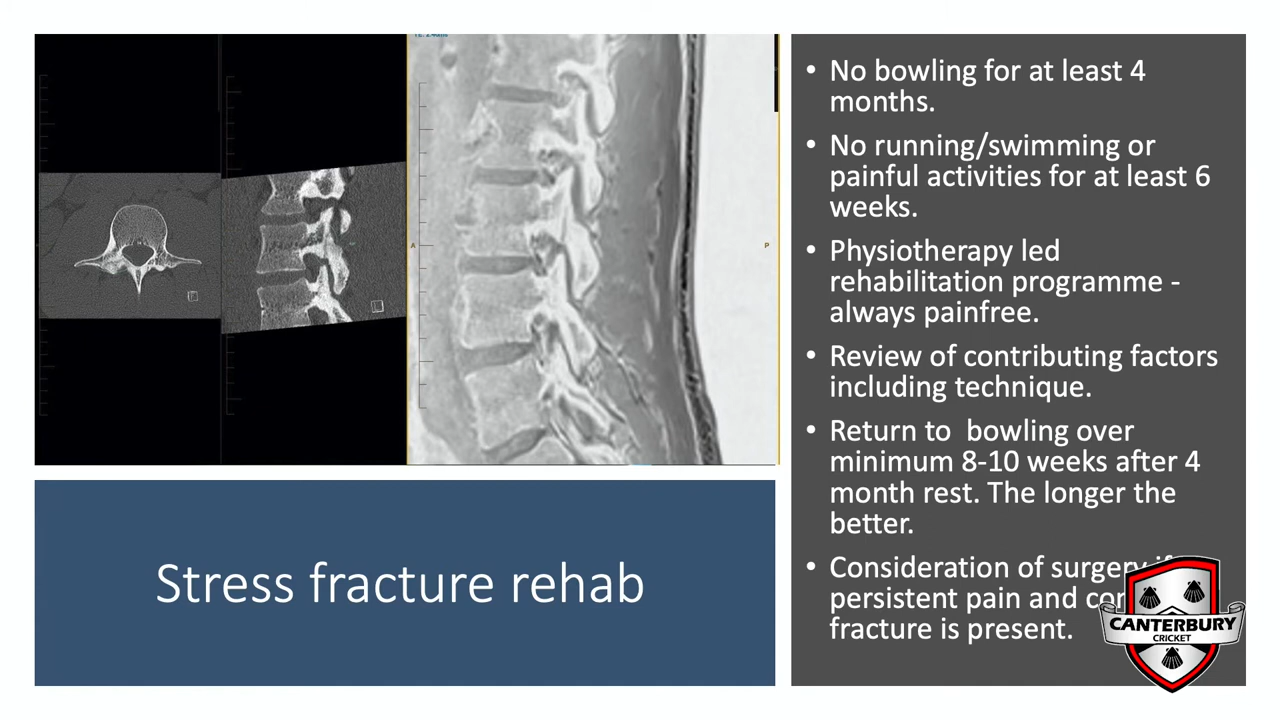 A
P
Stress fracture rehab
• No bowling for at least 4
months.
• No running/swimming or
painful activities for at least 6
weeks.
• Physiotherapy led
rehabilitation programme -
always painfree.
• Review of contributing factors
including technique.
• Return to  bowling over
minimum 8-10 weeks after 4
month rest. The longer the
better.
• Consideration of surgery if
persistent pain and
fracture is present.
CANTERBURY
CRICKET